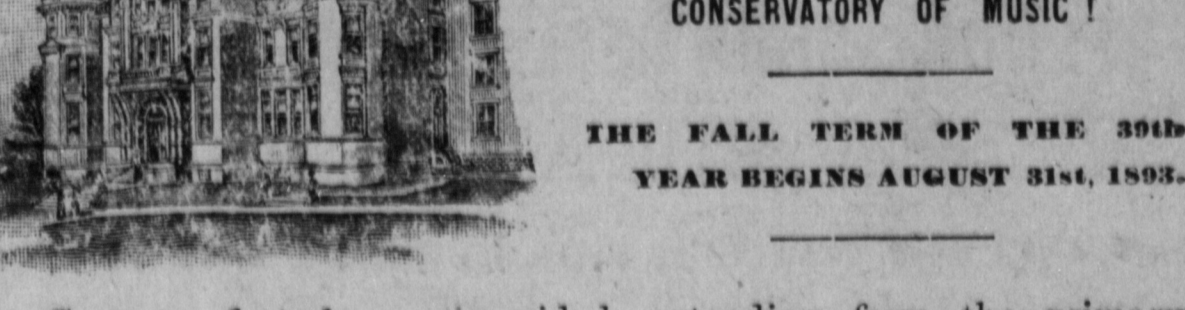 CONSERVATORY OF MUSIC !
THE FALL TERM OF THE 39th
YEAR BEGINS AUGUST 31st, 1893.